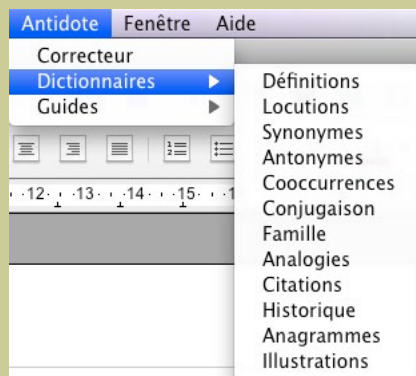 Antidote Fenêtre Aide
Correcteur
Dictionnaires
Guides
Définitions
Locutions
Synonymes
Antonymes
Cooccurrences
Conjugaison
Famille
Analogies
Citations
Historique
Anagrammes
Illustrations
·12· ·13· ·14· ·15· ·1